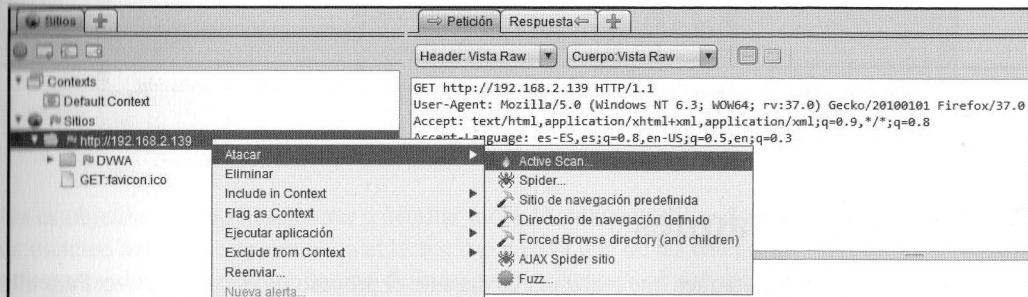 Sitios
Petición Respuesta
Header: Vista Raw Cuerpo:Vista Raw
Contexts
Default Context
Sitios
http://192.168.2.139
DVWA
GET:favicon.ico
GET http://192.168.2.139 HTTP/1.1
User-Agent: Mozilla/5.0 (Windows NT 6.3; WOW64; rv:37.0) Gecko/20100101 Firefox/37.0
Accept: text/html,application/xhtml+xml,application/xml;q=0.9,*/*;q=0.8
Accept-Language: es-ES,es;q=0.8,en-US;q=0.5,en;q=0.3
Atacar
Eliminar
Include in Context
Flag as Context
Ejecutar aplicación
Exclude from Context
Reenviar...
Nueva alerta...
Active Scan...
Spider...
Sitio de navegación predefinida
Directorio de navegación definido
Forced Browse directory (and children)
AJAX Spider sitio
Fuzz...